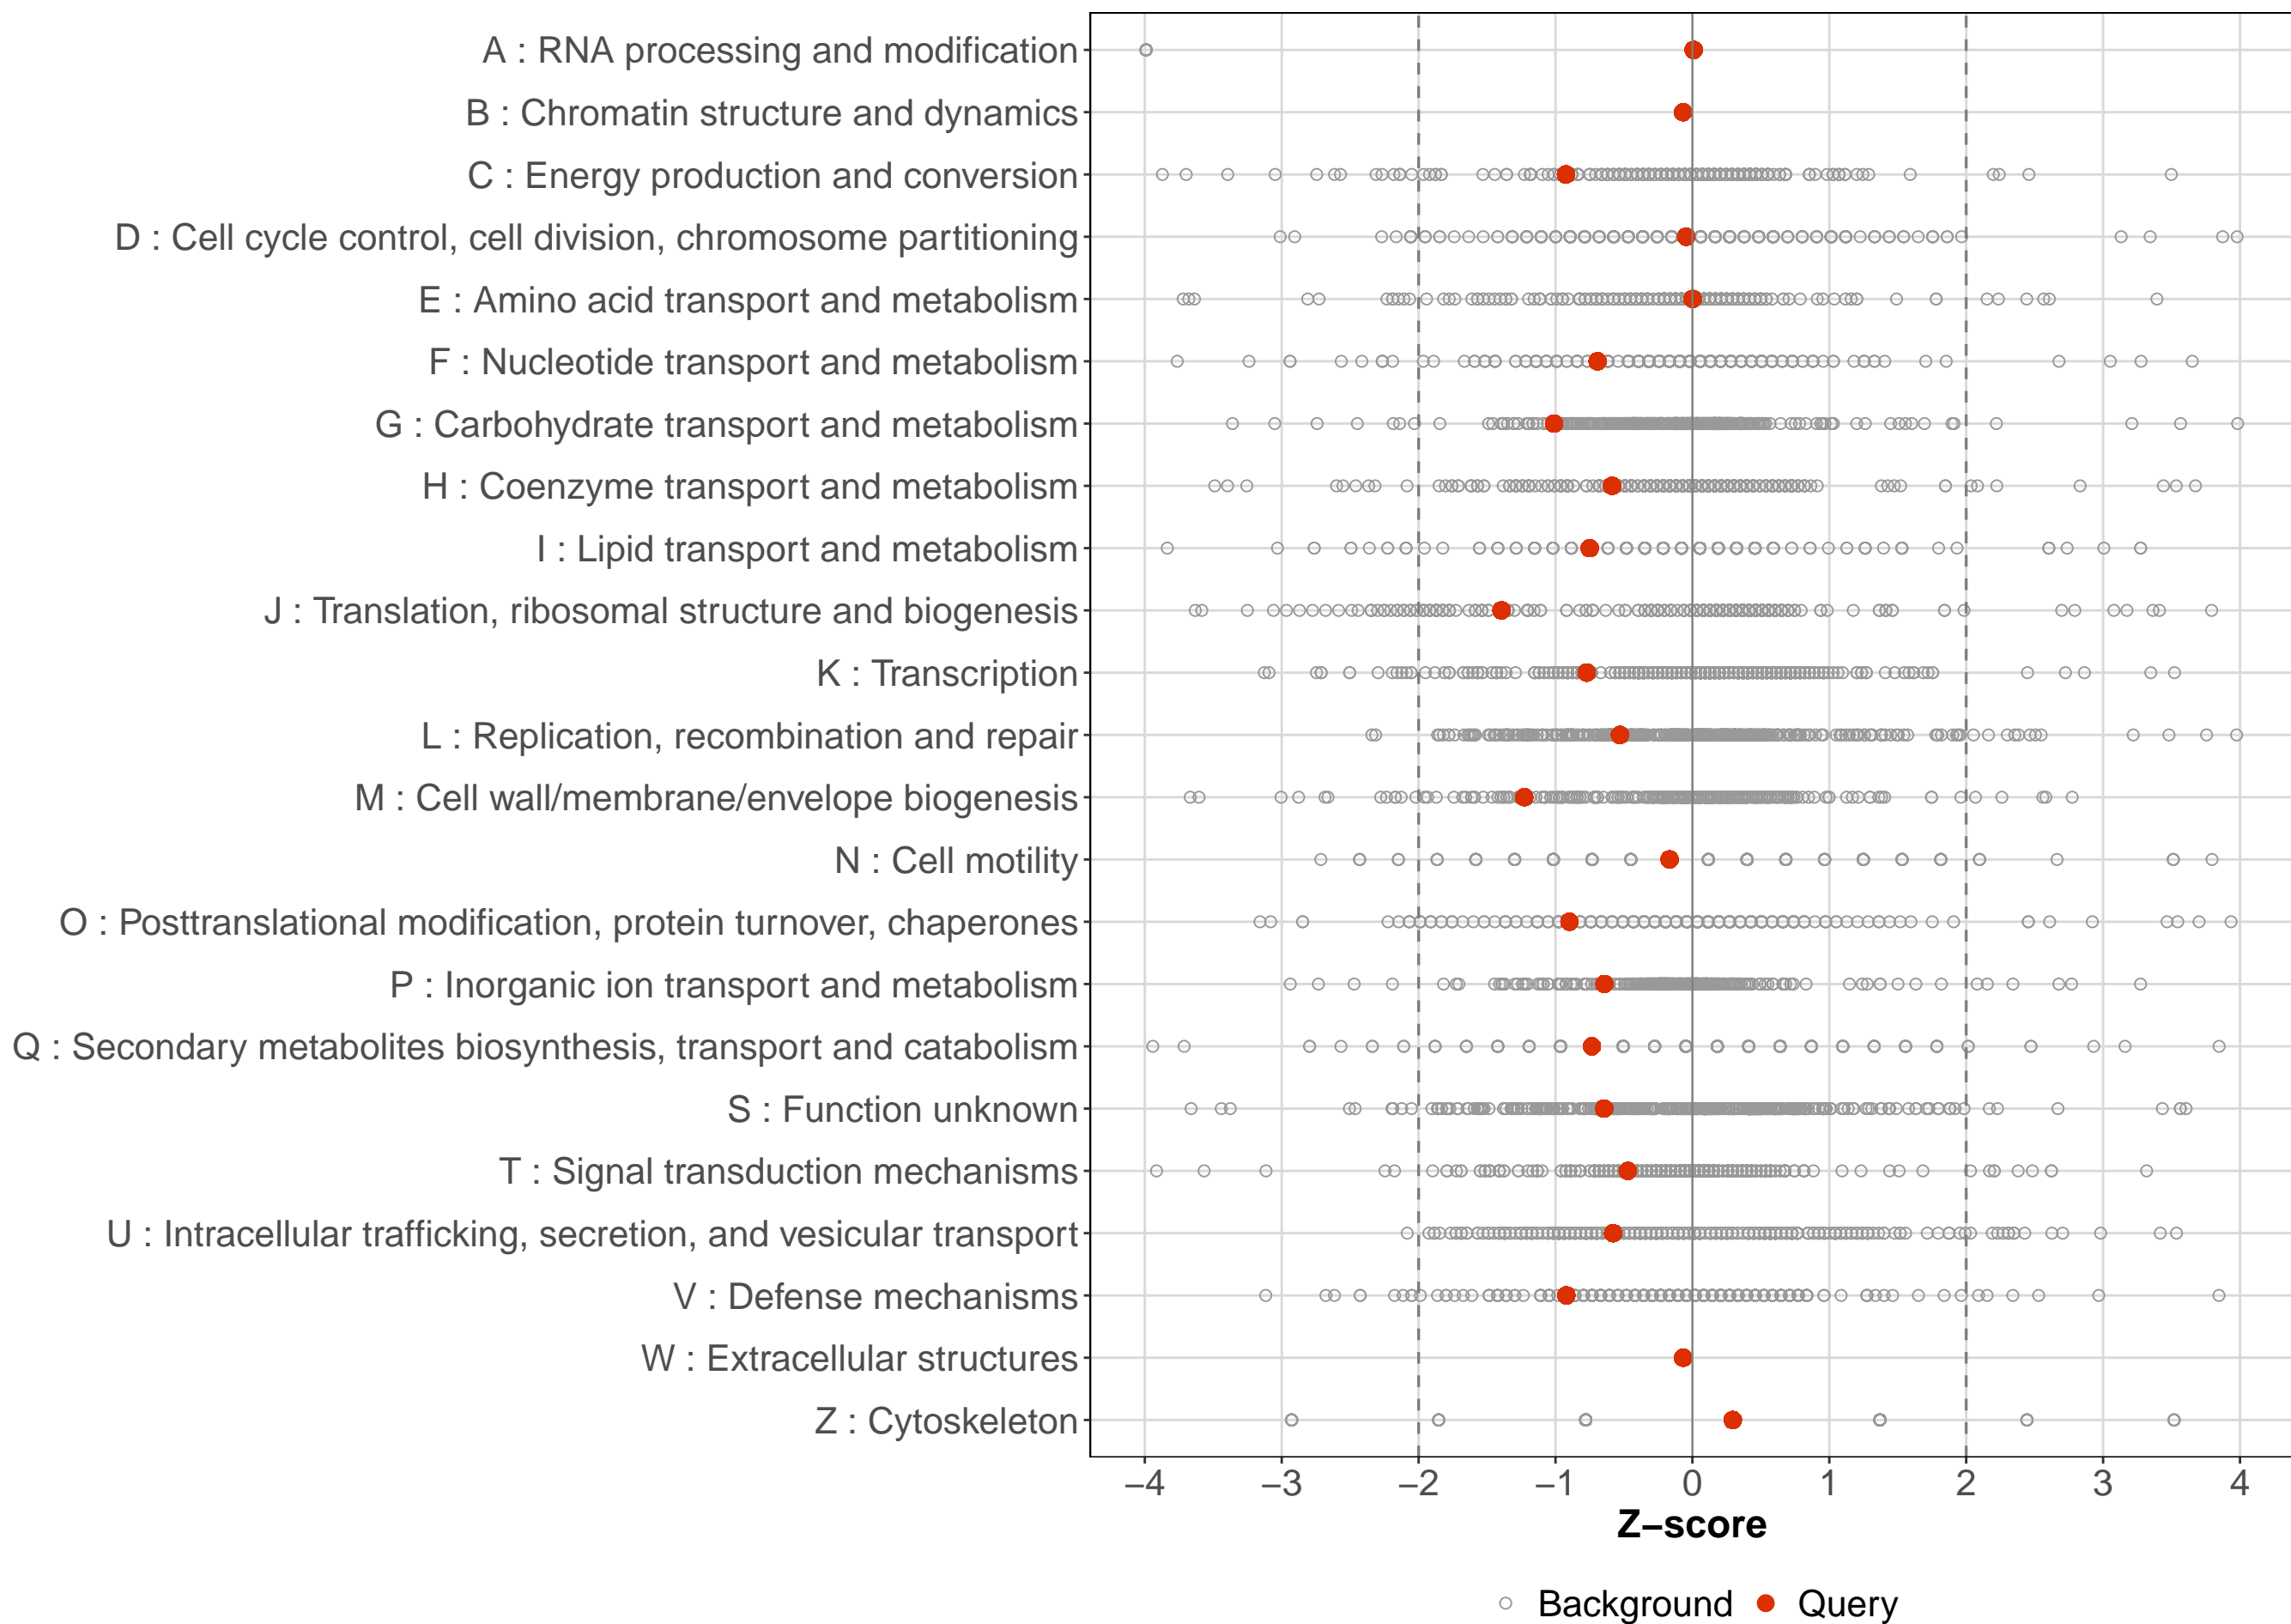 A : RNA processing and modification
B : Chromatin structure and dynamics
C : Energy production and conversion
D : Cell cycle control, cell division, chromosome partitioning
E : Amino acid transport and metabolism
F : Nucleotide transport and metabolism
G : Carbohydrate transport and metabolism
H : Coenzyme transport and metabolism
I : Lipid transport and metabolism
J : Translation, ribosomal structure and biogenesis
K : Transcription
L : Replication, recombination and repair
M : Cell wall/membrane/envelope biogenesis
N : Cell motility
O : Posttranslational modification, protein turnover, chaperones
P : Inorganic ion transport and metabolism
Q : Secondary metabolites biosynthesis, transport and catabolism
S : Function unknown
T : Signal transduction mechanisms
U : Intracellular trafficking, secretion, and vesicular transport
V : Defense mechanisms
W : Extracellular structures
Z : Cytoskeleton
−4 −3 −2 −1 0 1 2 3 4
Z−score
Background Query